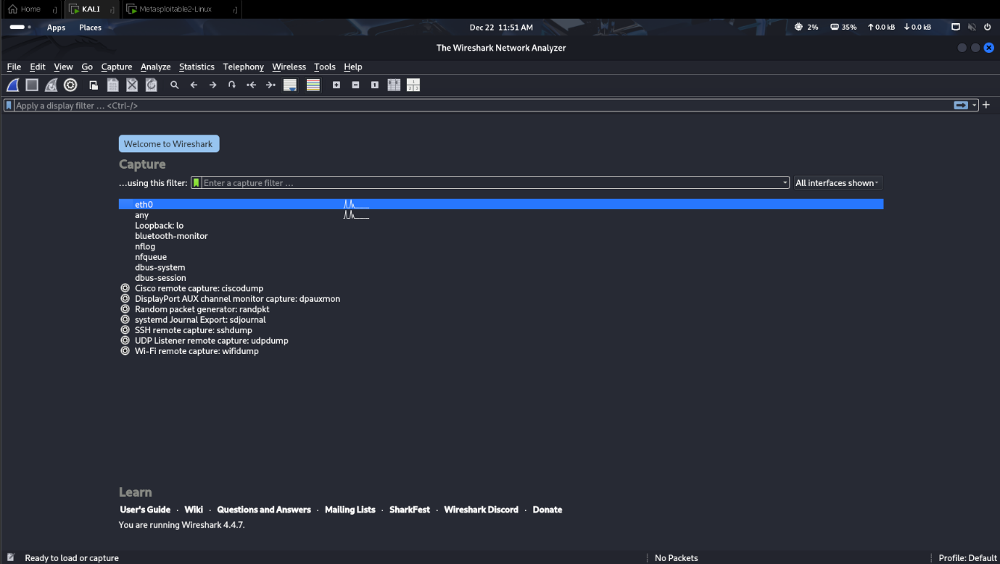 Home KALI Metasploitable2-Linux
Apps Places Dec 22 11:51 AM 2% 35% 0.0 kB 0.0 kB
The Wireshark Network Analyzer
File Edit View Go Capture Analyze Statistics Telephony Wireless Tools Help
Apply a display filter … <Ctrl-/>
Welcome to Wireshark
Capture
…using this filter: Enter a capture filter … All interfaces shown
eth0
any
Loopback: lo
bluetooth-monitor
nflog
nfqueue
dbus-system
dbus-session
Cisco remote capture: ciscodump
DisplayPort AUX channel monitor capture: dpauxmon
Random packet generator: randpkt
systemd Journal Export: sdjournal
SSH remote capture: sshdump
UDP Listener remote capture: udpdump
Wi-Fi remote capture: wifidump
Learn
User's Guide · Wiki · Questions and Answers · Mailing Lists · SharkFest · Wireshark Discord · Donate
You are running Wireshark 4.4.7.
Ready to load or capture No Packets Profile: Default